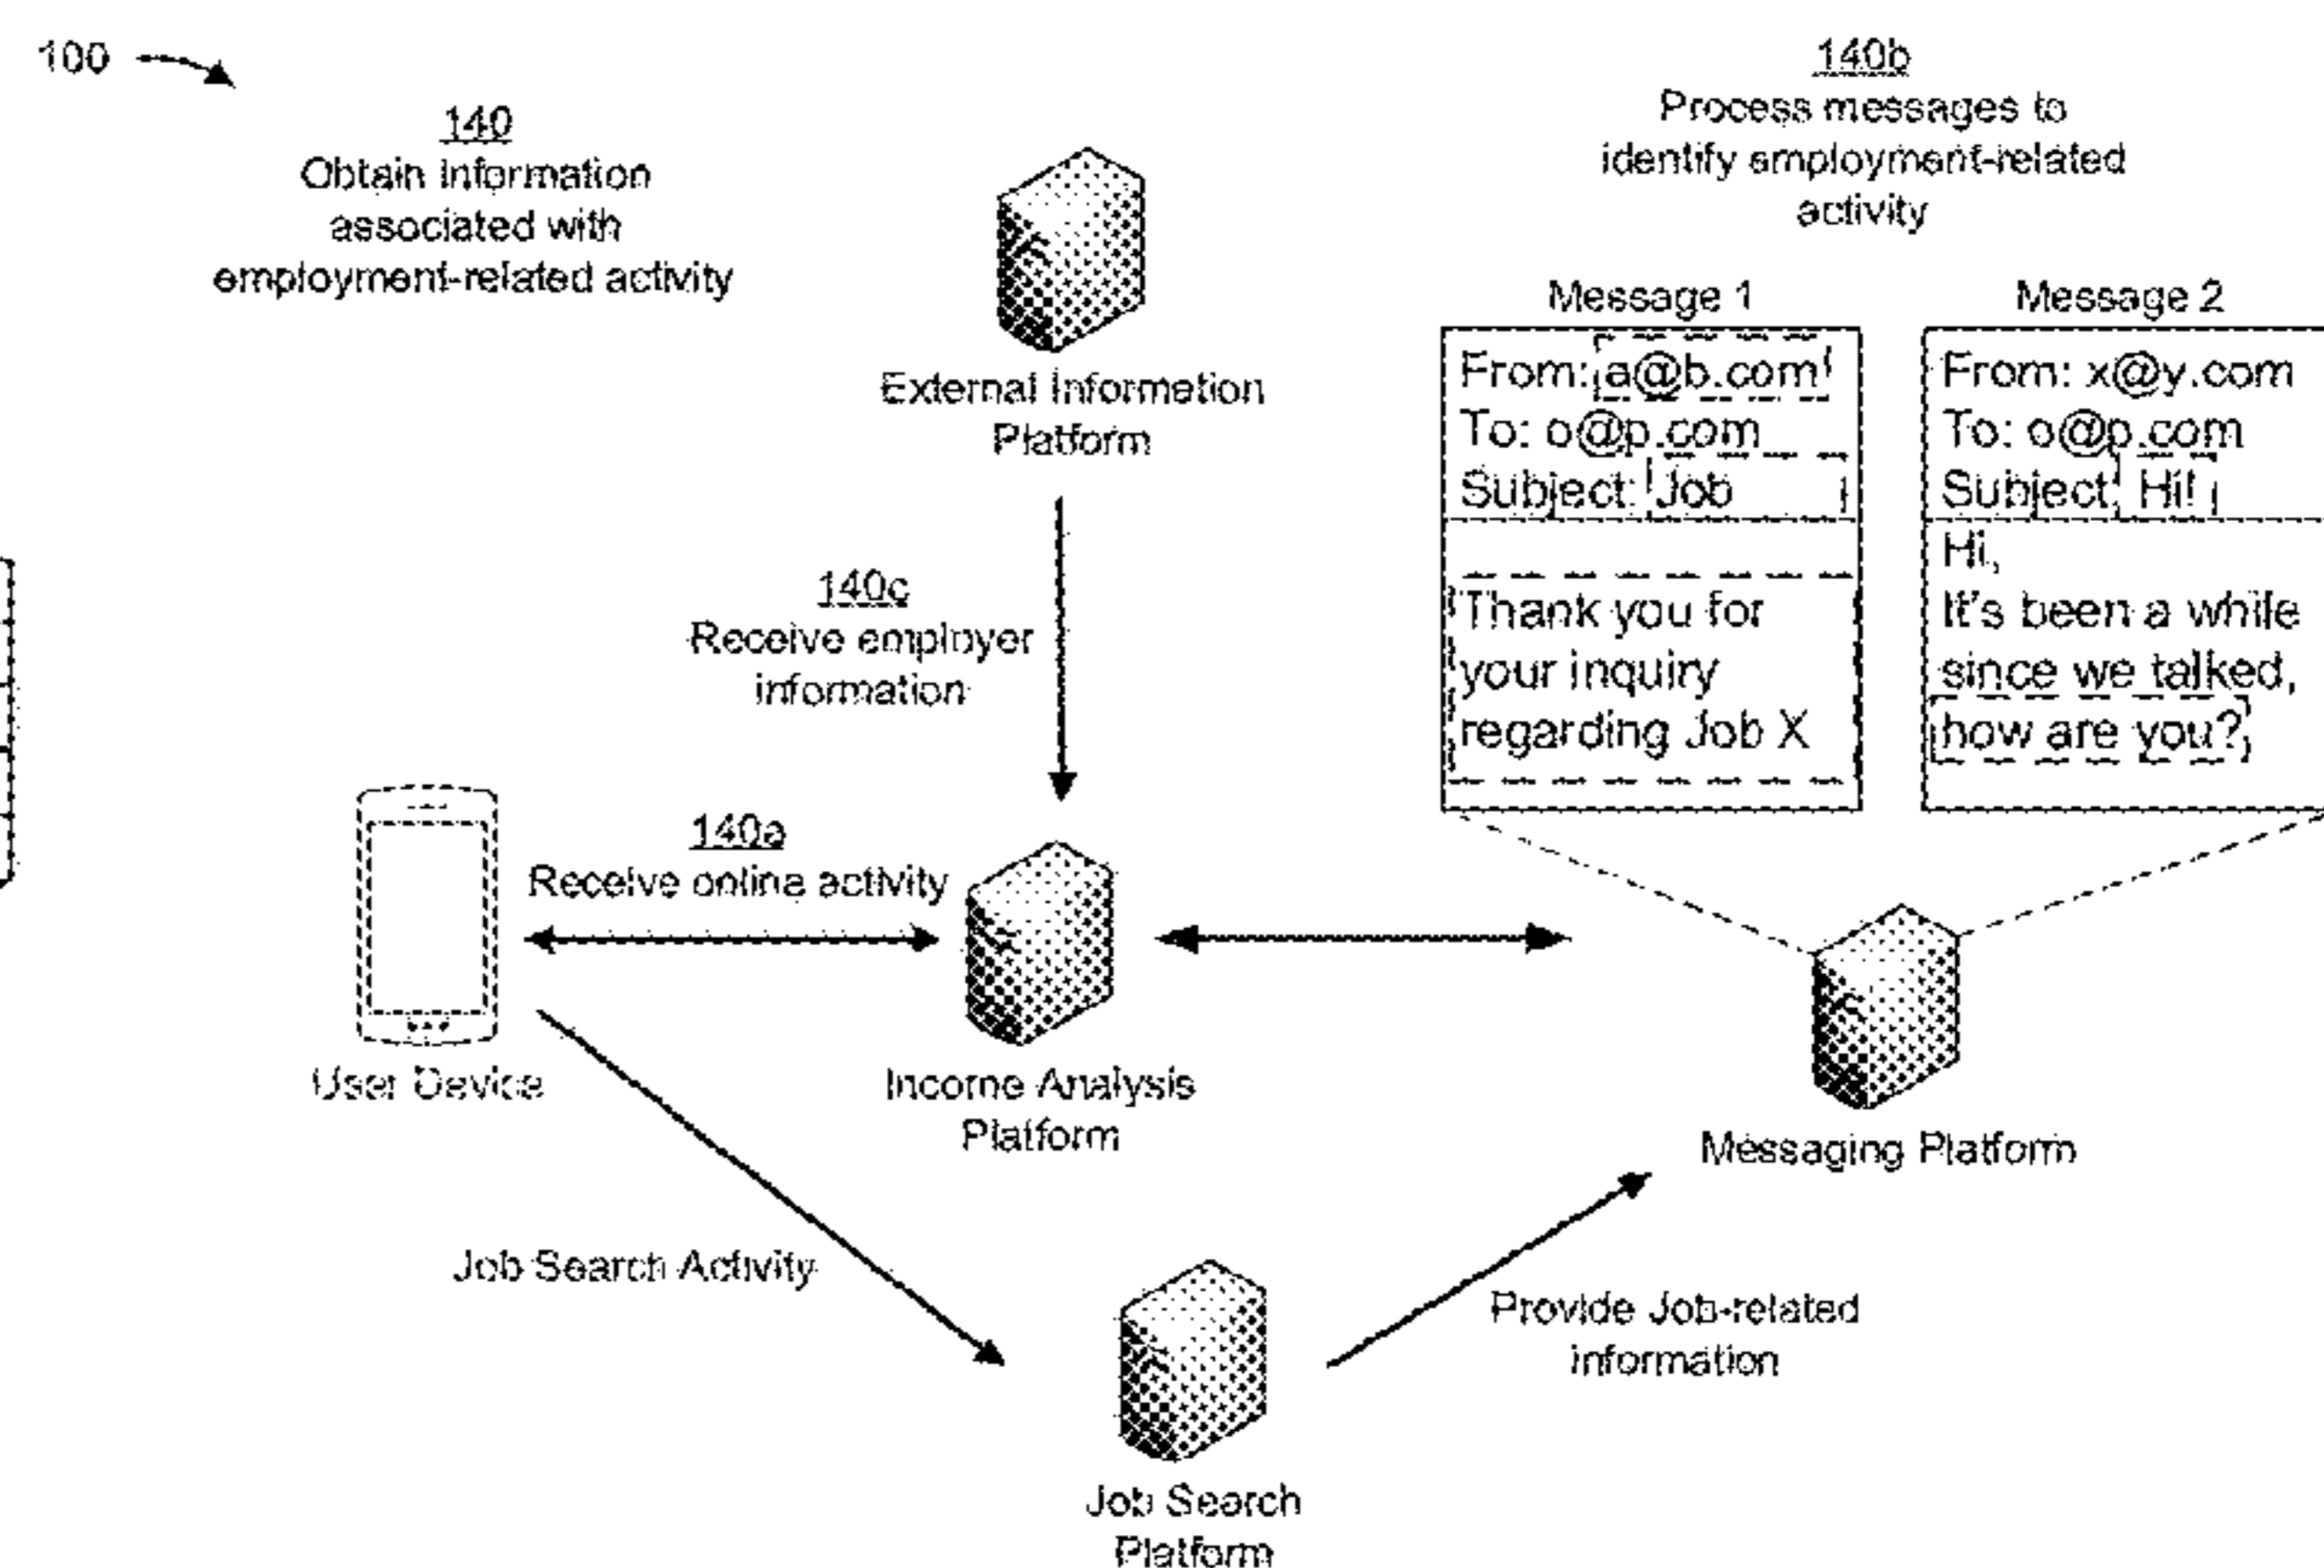 100
140
Obtain Information
associated with
employment-related activity
External Information
Platform
140b
Process messages to
identify employment-related
activity
Message 1
From: a@b.com
To: o@p.com
Subject: Job
Thank you for
your inquiry
regarding Job X
Message 2
From: x@y.com
To: o@p.com
Subject: Hi!
Hi,
It's been a while
since we talked,
how are you?
140c
Receive employer
information
140a
Receive online activity
User Device
Income Analysis
Platform
Messaging Platform
Job Search Activity
Provide Job-related
information
Job Search
Platform